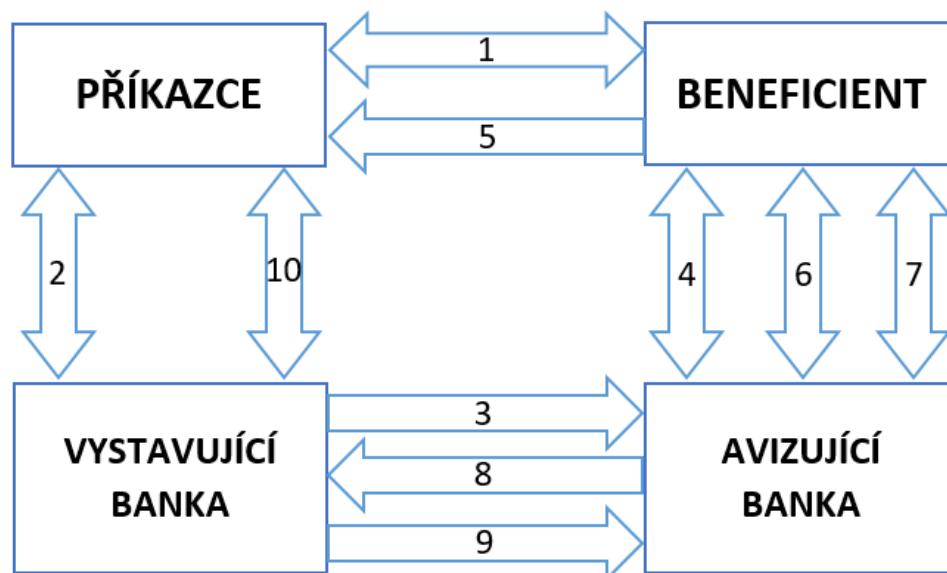 PŘÍKAZCE
1
5
BENEFICIENT
2
10
4
6
7
VYSTAVUJÍCÍ
BANKA
3
8
9
AVIZUJÍCÍ
BANKA